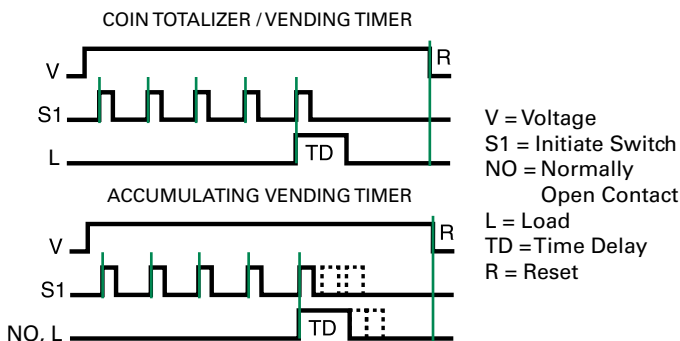 COIN TOTALIZER / VENDING TIMER
V
R
S1
L
TD
ACCUMULATING VENDING TIMER
V
R
S1
NO, L
TD
V = Voltage
S1 = Initiate Switch
NO = Normally
Open Contact
L = Load
TD = Time Delay
R = Reset